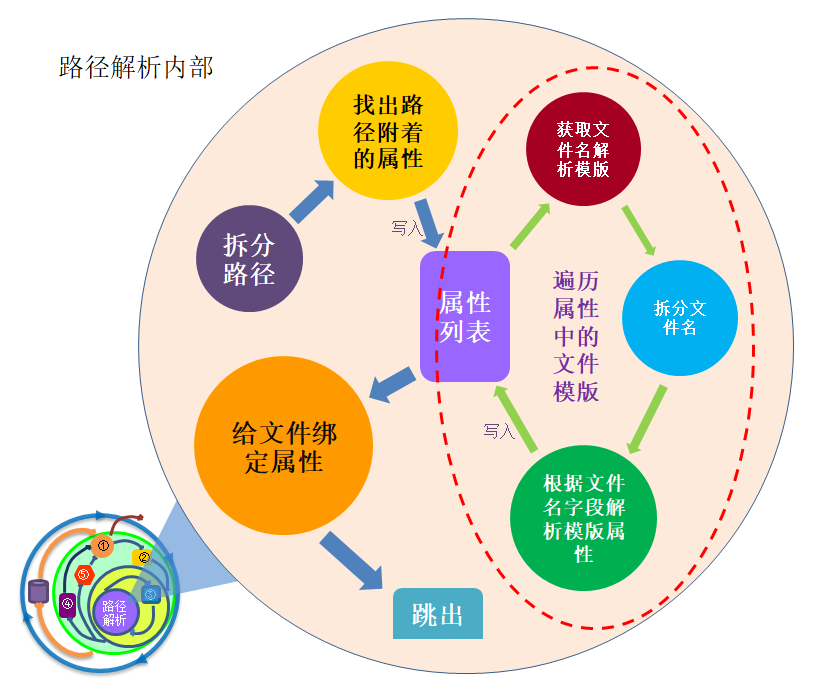 路径解析内部
找出路
径附着
的属性
获取文
件名解
析模版
写入
拆分
路径
属性
列表
遍历
属性
中的
文件
模版
拆分文
件名
写入
给文件绑
定属性
根据文件
名字段解
析模版属
性
跳出
①
②
③
④
⑤
路径
解析